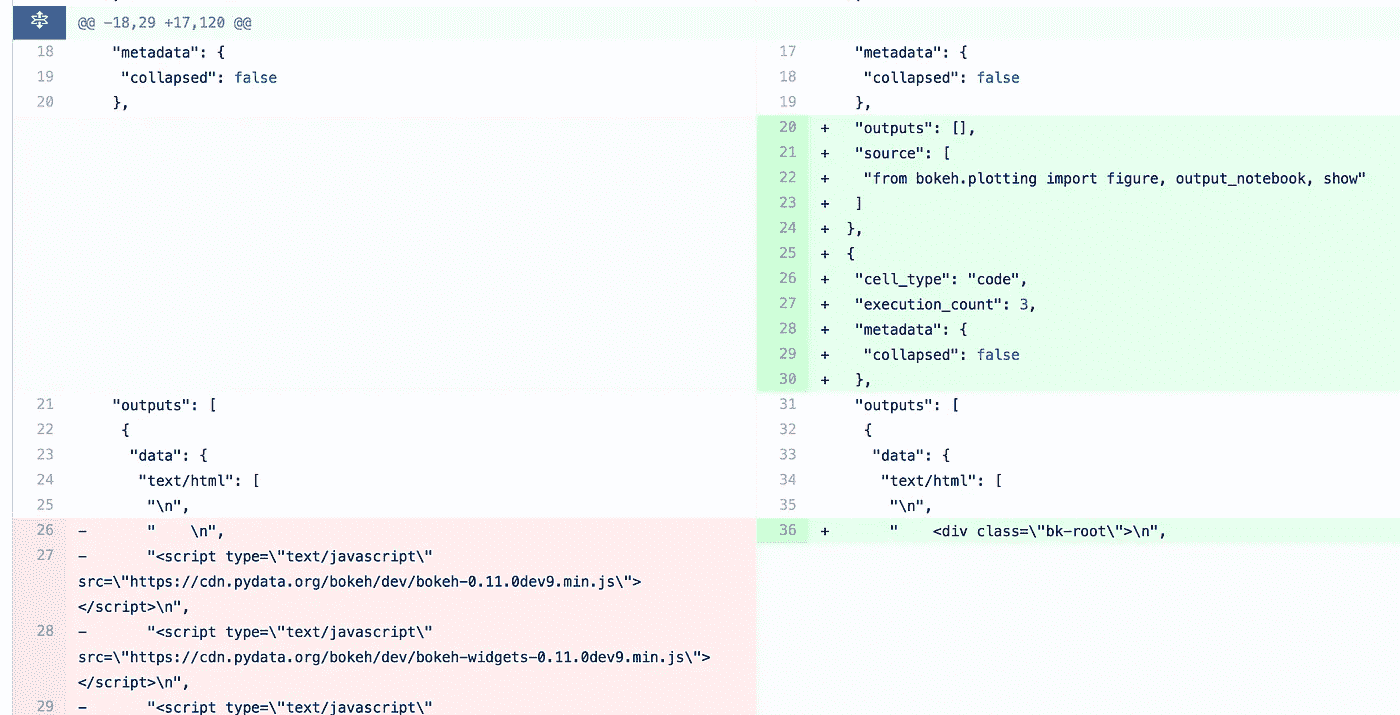 @@ -18,29 +17,120 @@
18 "metadata": {
19 "collapsed": false
20 },
21 "outputs": [
22 {
23 "data": {
24 "text/html": [
25 "\n",
26 - "    \n",
27 - "<script type=\"text/javascript\"
src=\"https://cdn.pydata.org/bokeh/dev/bokeh-0.11.0dev9.min.js\">
</script>\n",
28 - "<script type=\"text/javascript\"
src=\"https://cdn.pydata.org/bokeh/dev/bokeh-widgets-0.11.0dev9.min.js\">
</script>\n",
29 - "<script type=\"text/javascript\"
17 "metadata": {
18 "collapsed": false
19 },
20 + "outputs": [],
21 + "source": [
22 + "from bokeh.plotting import figure, output_notebook, show"
23 + ]
24 + },
25 + {
26 + "cell_type": "code",
27 + "execution_count": 3,
28 + "metadata": {
29 + "collapsed": false
30 + },
31 "outputs": [
32 {
33 "data": {
34 "text/html": [
35 "\n",
36 + "    <div class=\"bk-root\">\n",